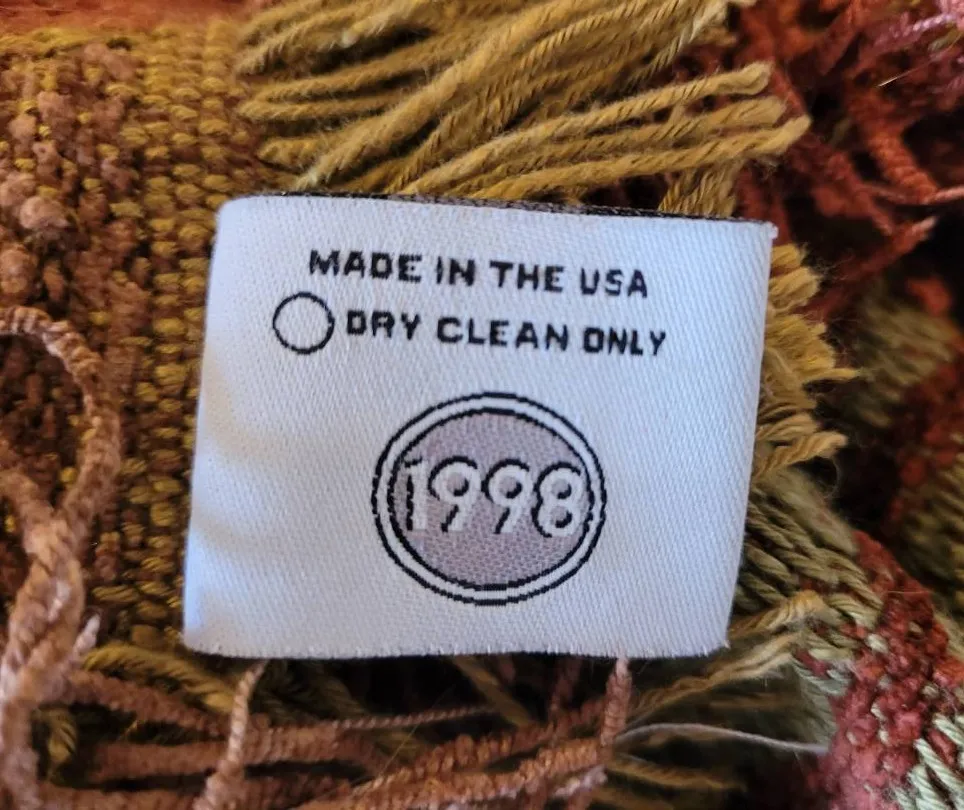 MADE IN THE USA
DRY CLEAN ONLY
1998